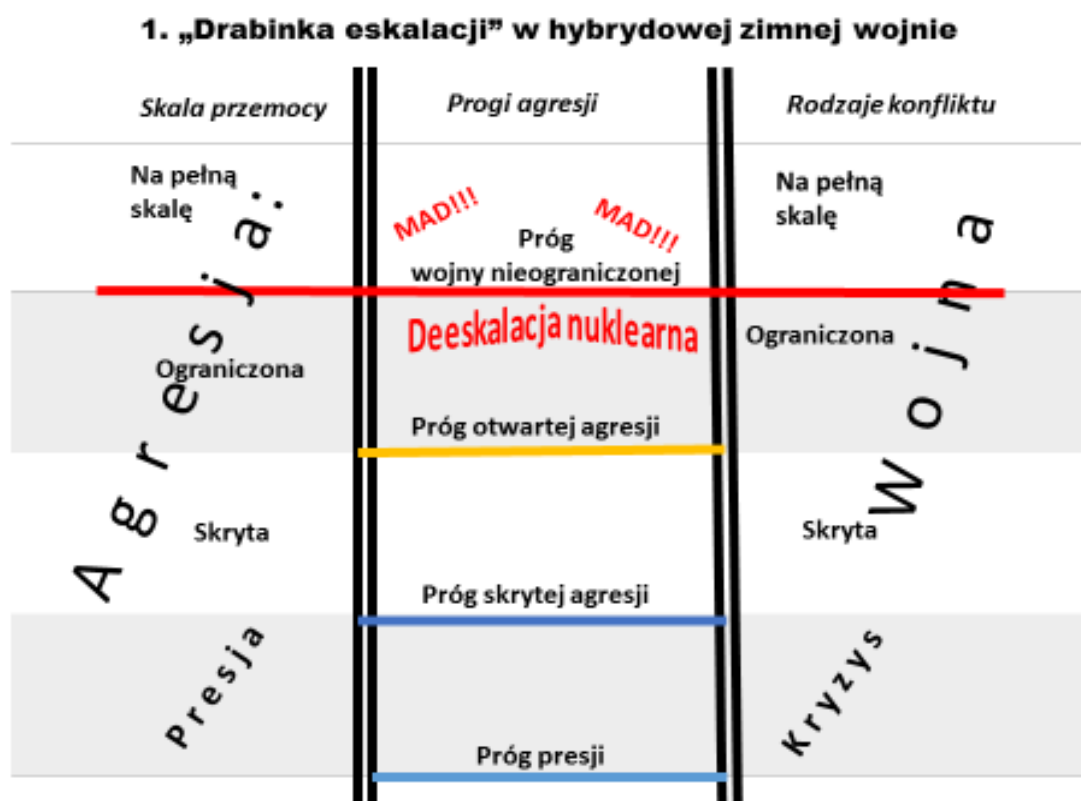 1. „Drabinka eskalacji” w hybrydowej zimnej wojnie
Skala przemocy
Progi agresji
Rodzaje konfliktu
Na pełną
skalę
MAD!!!
MAD!!!
Próg
wojny nieograniczonej
Na pełną
skalę
Agresja:
Wojna
Ograniczona
Deeskalacja nuklearna
Ograniczona
Próg otwartej agresji
Skryta
Skryta
Próg skrytej agresji
Presja
Kryzys
Próg presji